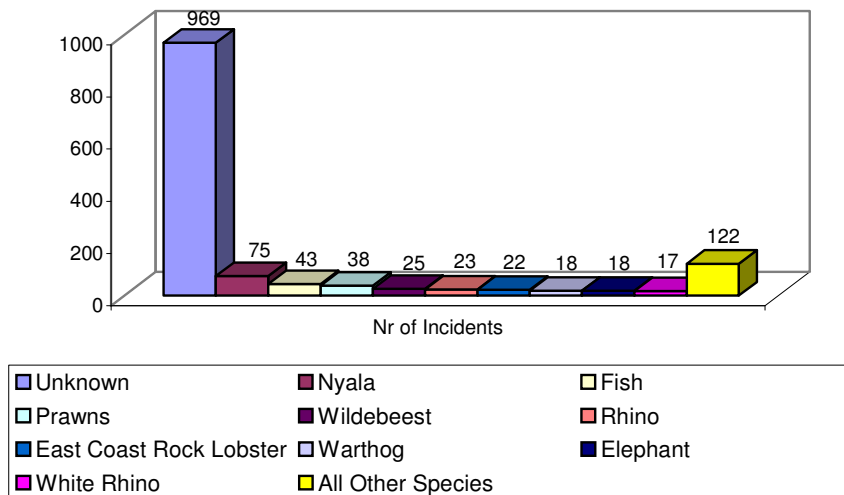 969
1000
800
600
400
200
0
75
43
38
25
23
22
18
18
17
122
Nr of Incidents
Unknown
Nyala
Fish
Prawns
Wildebeest
Rhino
East Coast Rock Lobster
Warthog
Elephant
White Rhino
All Other Species